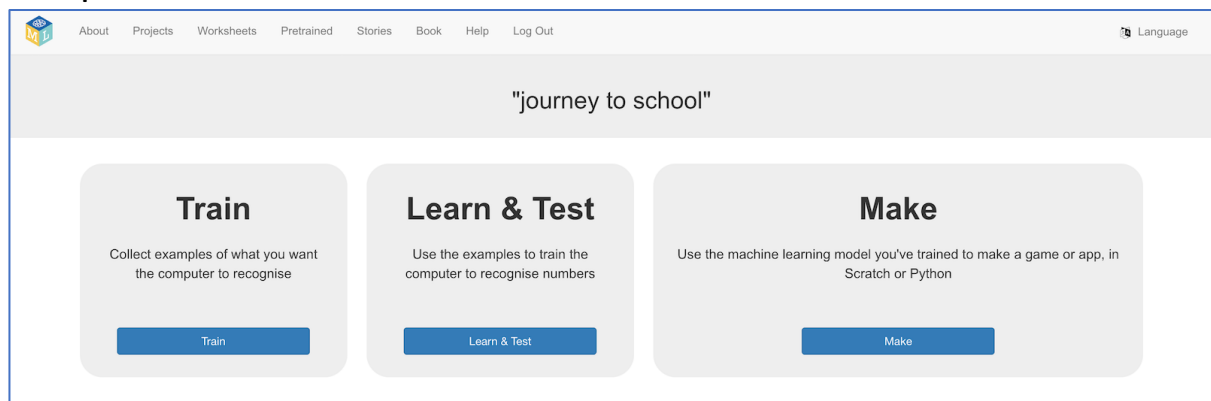 M L About Projects Worksheets Pretrained Stories Book Help Log Out Language
"journey to school"
Train
Collect examples of what you want
the computer to recognise
Train
Learn & Test
Use the examples to train the
computer to recognise numbers
Learn & Test
Make
Use the machine learning model you've trained to make a game or app, in
Scratch or Python
Make